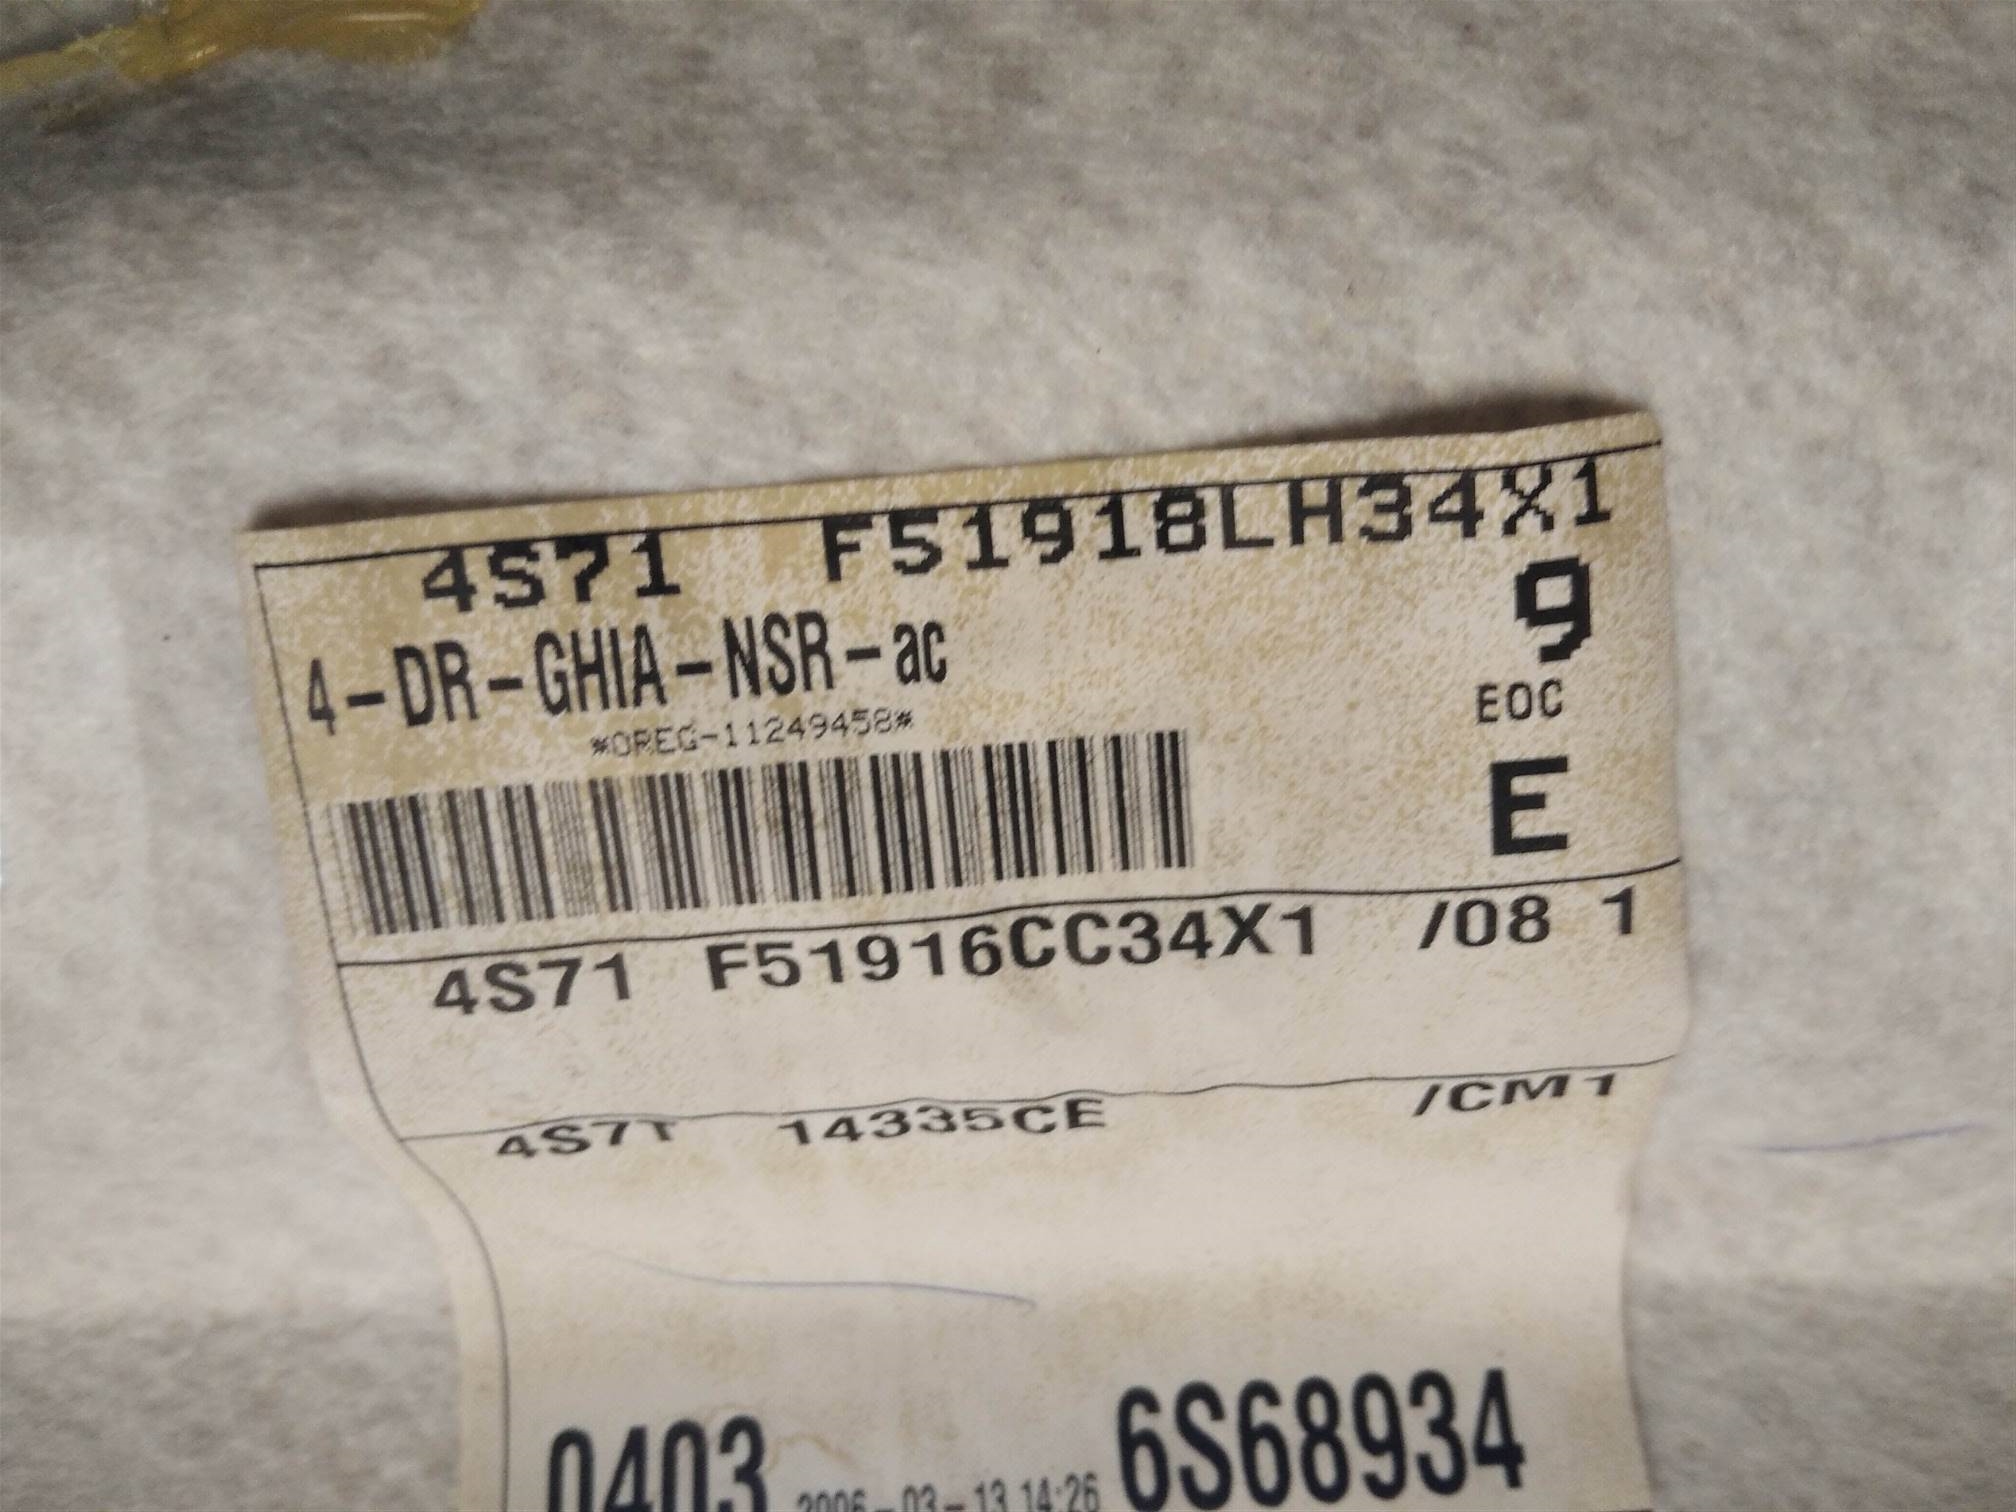 4S71 F51918LH34X1
4-DR-GHIA-NSR-ac
9
*OREG-11249458*
EOC
E
4S71 F51916CC34X1 /08 1
4S71 14335CE /CM1
0403 2006-03-13 14:26 6S68934